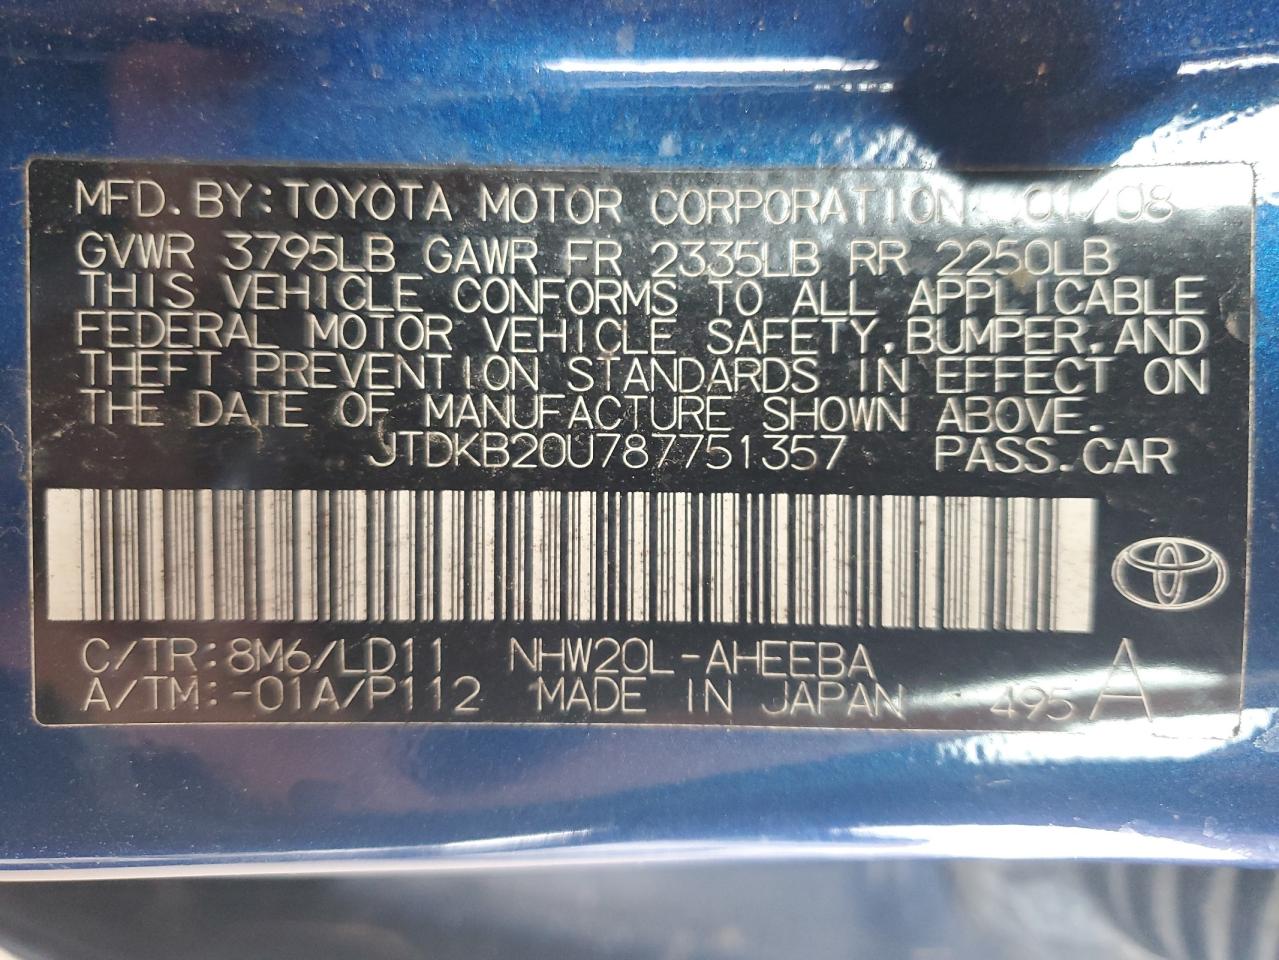 MFD. BY: TOYOTA MOTOR CORPORATION 01/08
GVWR 3795LB GAWR FR 2335LB RR 2250LB
THIS VEHICLE CONFORMS TO ALL APPLICABLE
FEDERAL MOTOR VEHICLE SAFETY, BUMPER, AND
THEFT PREVENTION STANDARDS IN EFFECT ON
THE DATE OF MANUFACTURE SHOWN ABOVE.
JTDKB20U787751357 PASS. CAR
C/TR: 8M6/LD11 NHW20L-AHEEBA
A/TM: -01A/P112 MADE IN JAPAN 495 A